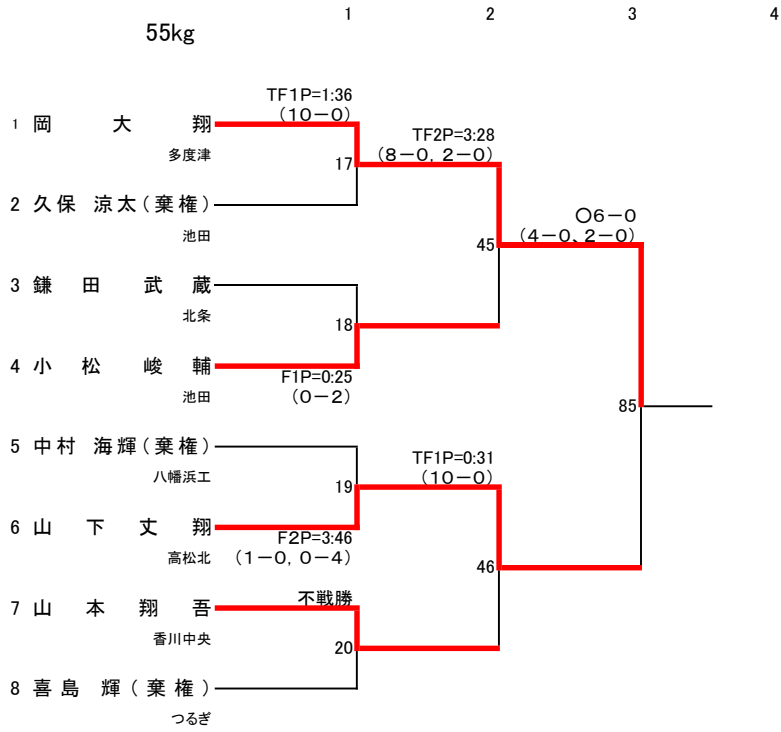 1 2 3 4
55kg
TF1P=1:36
(10-0)
1 岡 大 翔
多度津
TF2P=3:28
(8-0, 2-0)
17
2 久保 涼太(棄権)
池田
○6-0
(4-0、2-0)
45
3 鎌 田 武 蔵
北条
18
4 小 松 峻 輔
池田
F1P=0:25
(0-2)
85
5 中村 海輝(棄権)
八幡浜工
TF1P=0:31
(10-0)
19
6 山 下 丈 翔
高松北
F2P=3:46
(1-0, 0-4)
46
7 山 本 翔 吾
香川中央
不戦勝
20
8 喜島 輝(棄権)
つるぎ